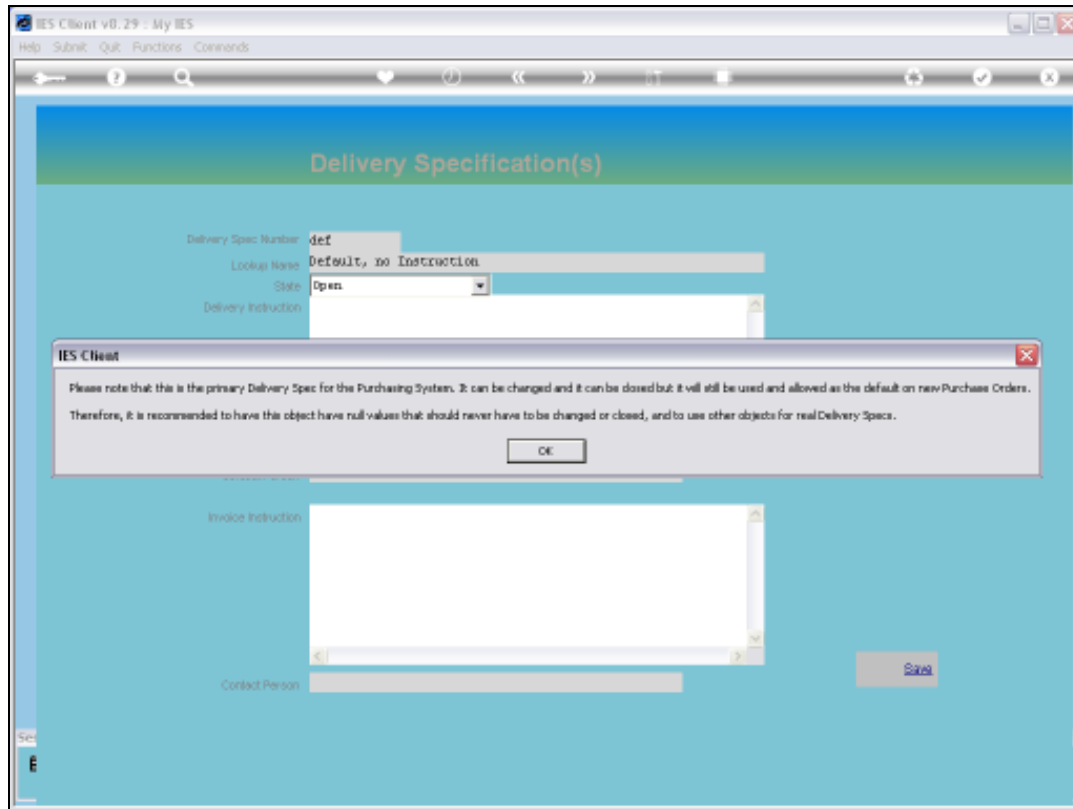 IES Client v0.29 : My IES
Help Submit Quit Functions Commands
Delivery Specification(s)
Delivery Spec Number def
Lookup Name Default, no Instruction
State Open
Delivery Instruction
IES Client
Please note that this is the primary Delivery Spec for the Purchasing System. It can be changed and it can be closed but it will still be used and allowed as the default on new Purchase Orders.
Therefore, it is recommended to have this object have null values that should never have to be changed or closed, and to use other objects for real Delivery Specs.
OK
Invoice Instruction
Save
Contact Person